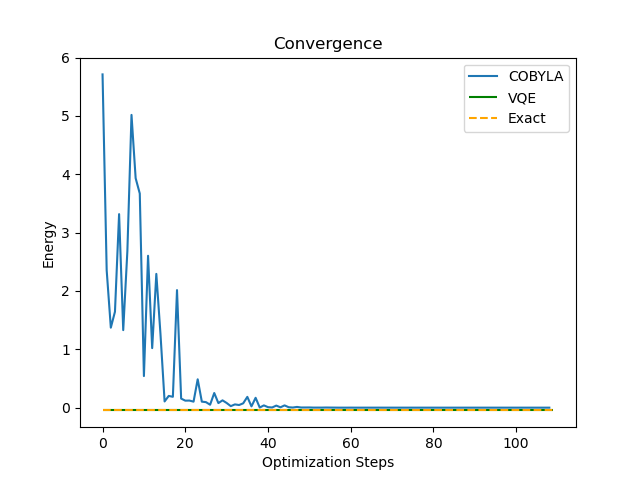 Convergence
6
5
4
3
2
1
0
Energy
COBYLA
VQE
Exact
0 20 40 60 80 100
Optimization Steps